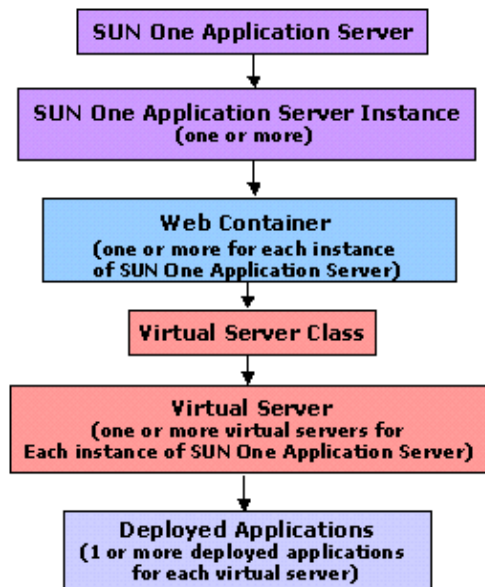 SUN One Application Server
SUN One Application Server Instance
(one or more)
Web Container
(one or more for each instance
of SUN One Application Server)
Virtual Server Class
Virtual Server
(one or more virtual servers for
Each instance of SUN One Application Server)
Deployed Applications
(1 or more deployed applications
for each virtual server)